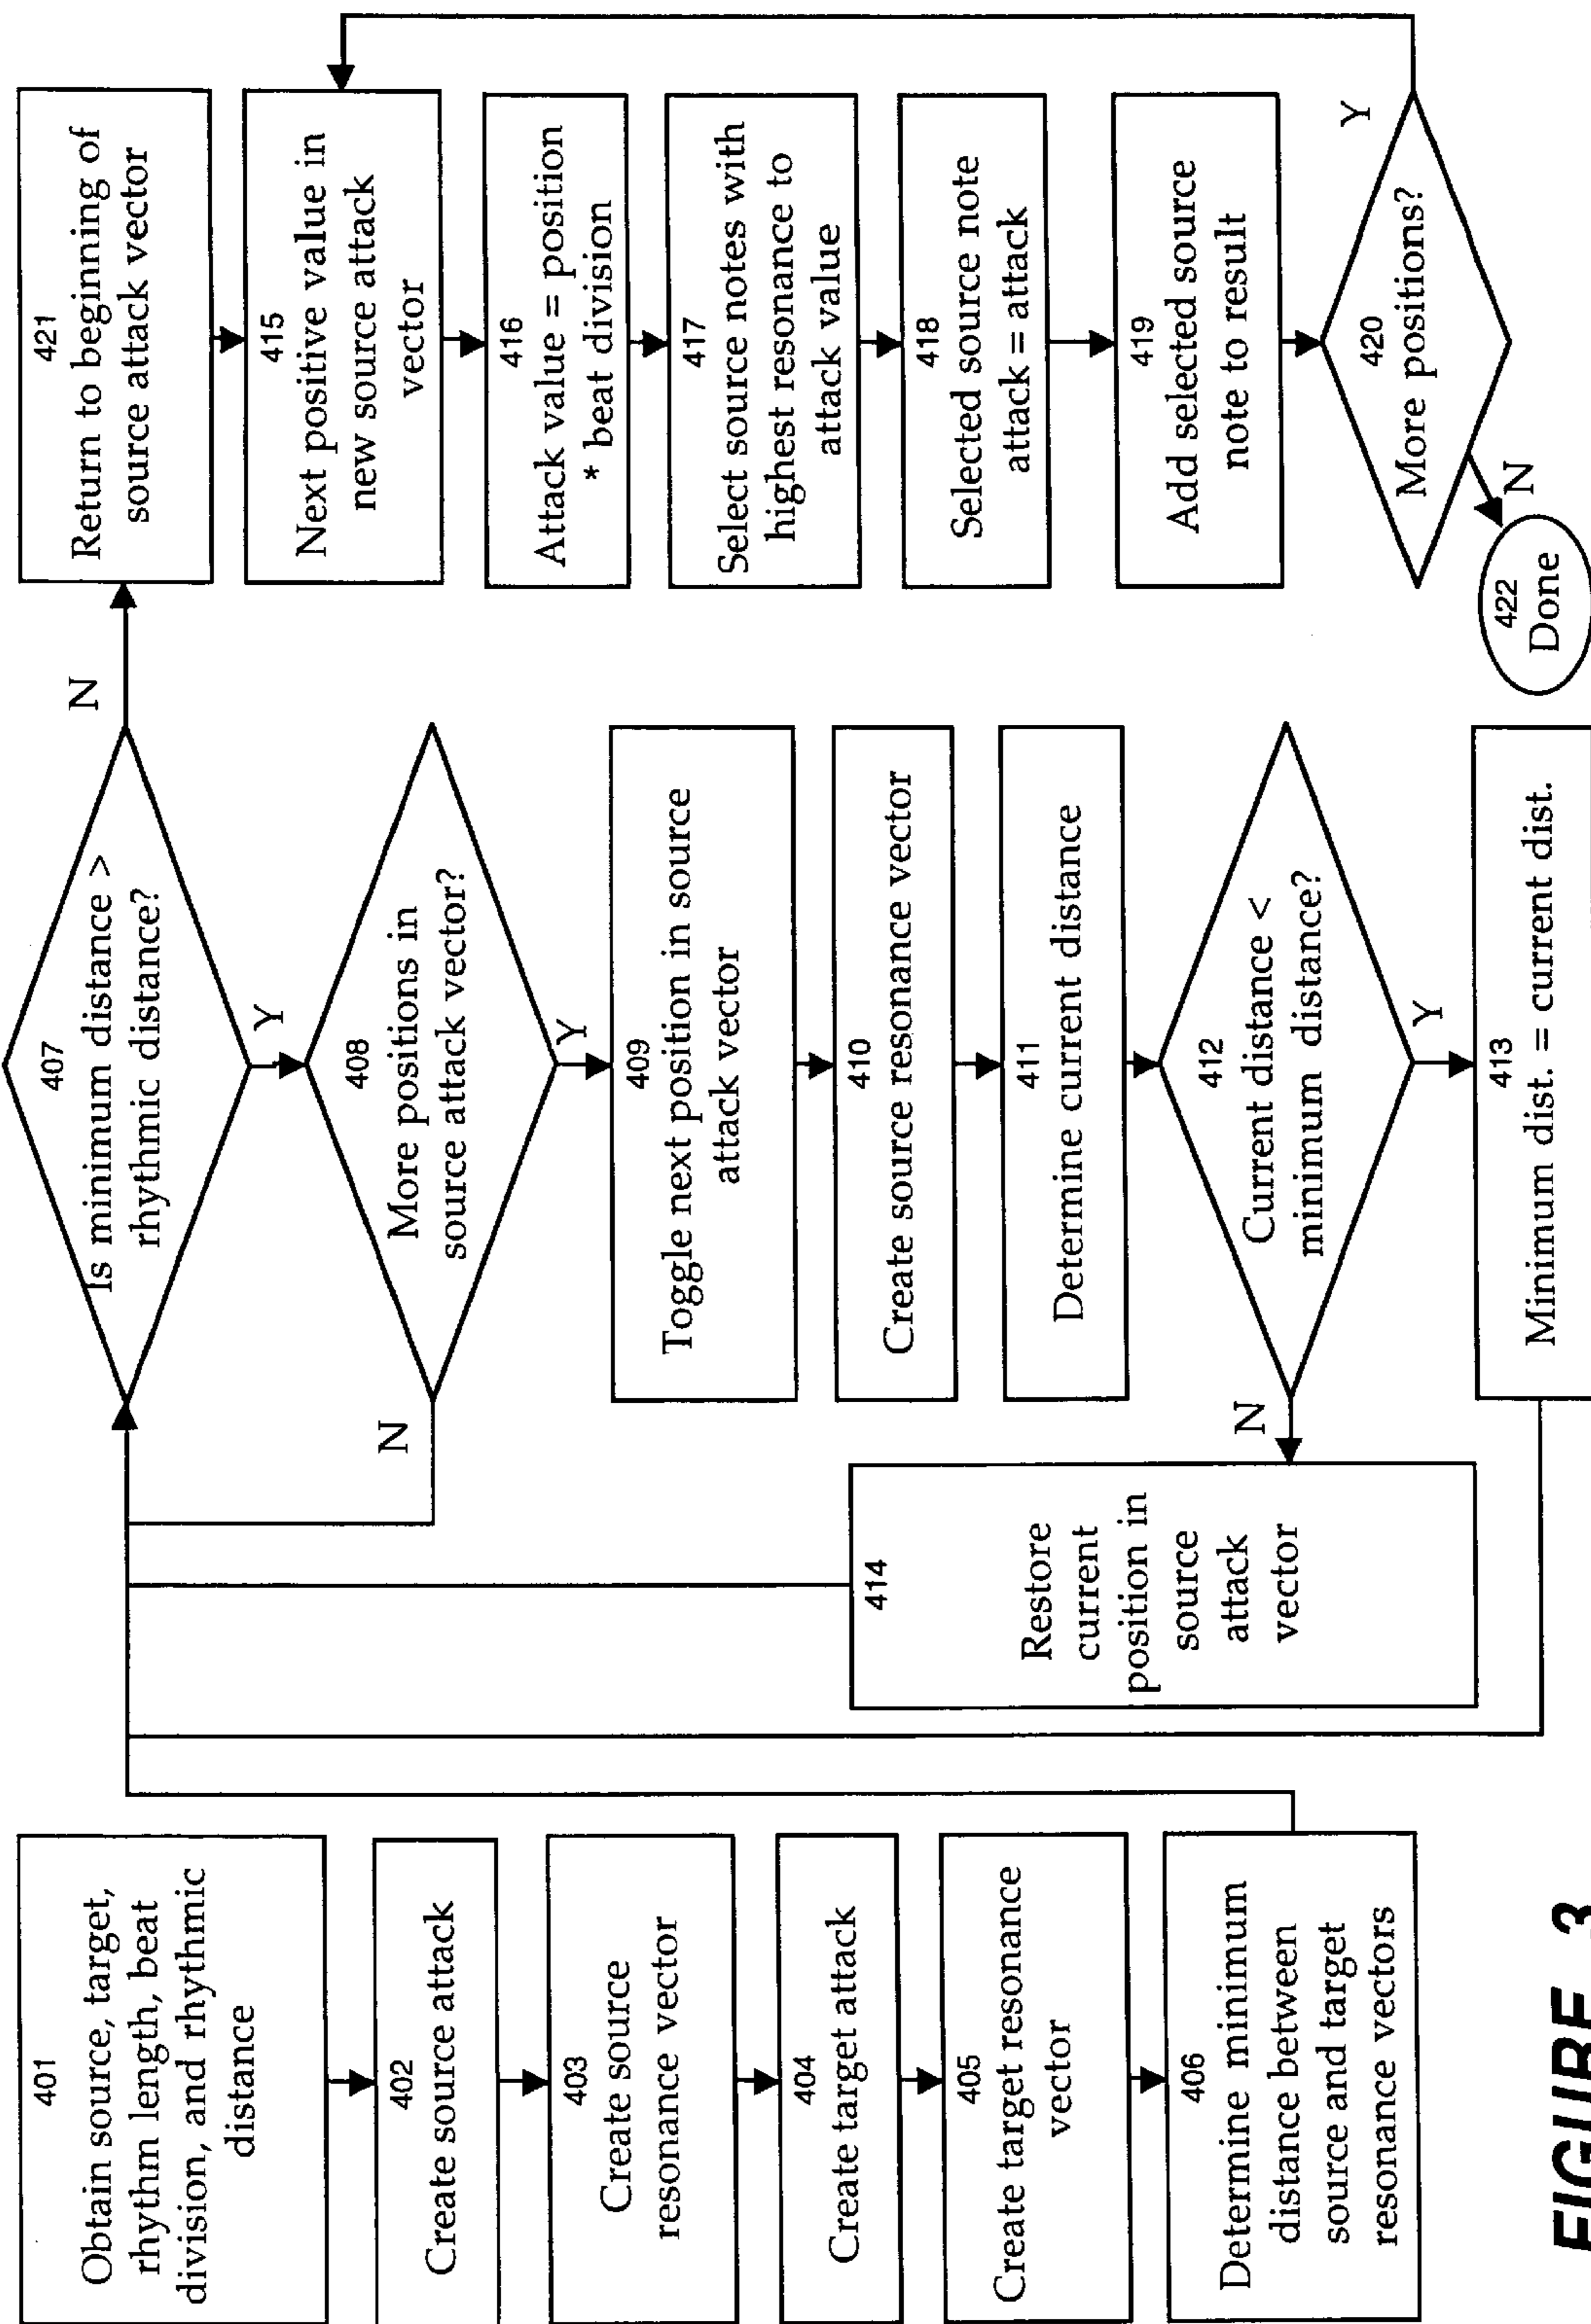 401
Obtain source, target,
rhythm length, beat
division, and rhythmic
distance
402
Create source attack
403
Create source
resonance vector
404
Create target attack
405
Create target resonance
vector
406
Determine minimum
distance between
source and target
resonance vectors
407
Is minimum distance >
rhythmic distance?
N
Y
408
More positions in
source attack vector?
N
Y
409
Toggle next position in source
attack vector
410
Create source resonance vector
411
Determine current distance
412
Current distance <
minimum distance?
N
Y
413
Minimum dist. = current dist.
414
Restore
current
position in
source
attack
vector
421
Return to beginning of
source attack vector
415
Next positive value in
new source attack
vector
416
Attack value = position
* beat division
417
Select source notes with
highest resonance to
attack value
418
Selected source note
attack = attack
419
Add selected source
note to result
420
More positions?
Y
N
422
Done
FIGURE 3